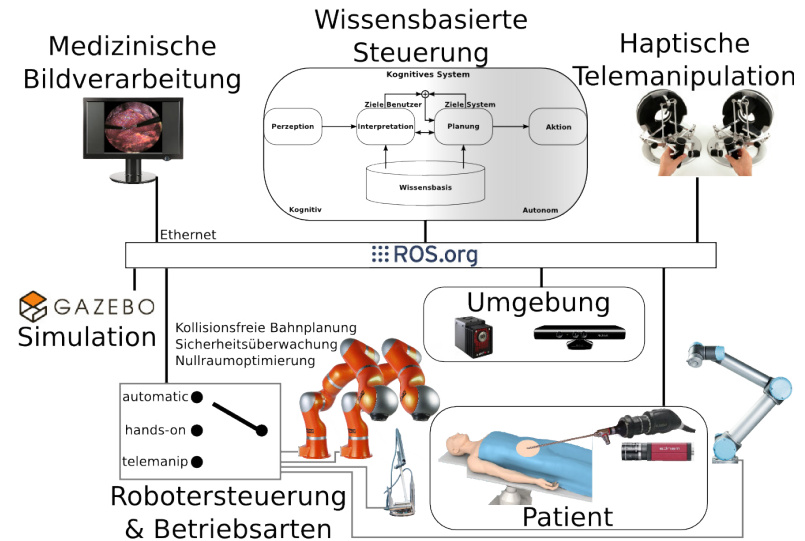 Medizinische
Bildverarbeitung
Wissensbasierte
Steuerung
Haptische
Telemanipulation
Kognitives System
Ziele Benutzer
Ziele System
Perzeption
Interpretation
Planung
Aktion
Wissensbasis
Kognitiv
Autonom
Ethernet
ROS.org
GAZEBO
Simulation
Kollisionsfreie Bahnplanung
Sicherheitsüberwachung
Nullraumoptimierung
Umgebung
automatic
hands-on
telemanip
Robotersteuerung
& Betriebsarten
Patient